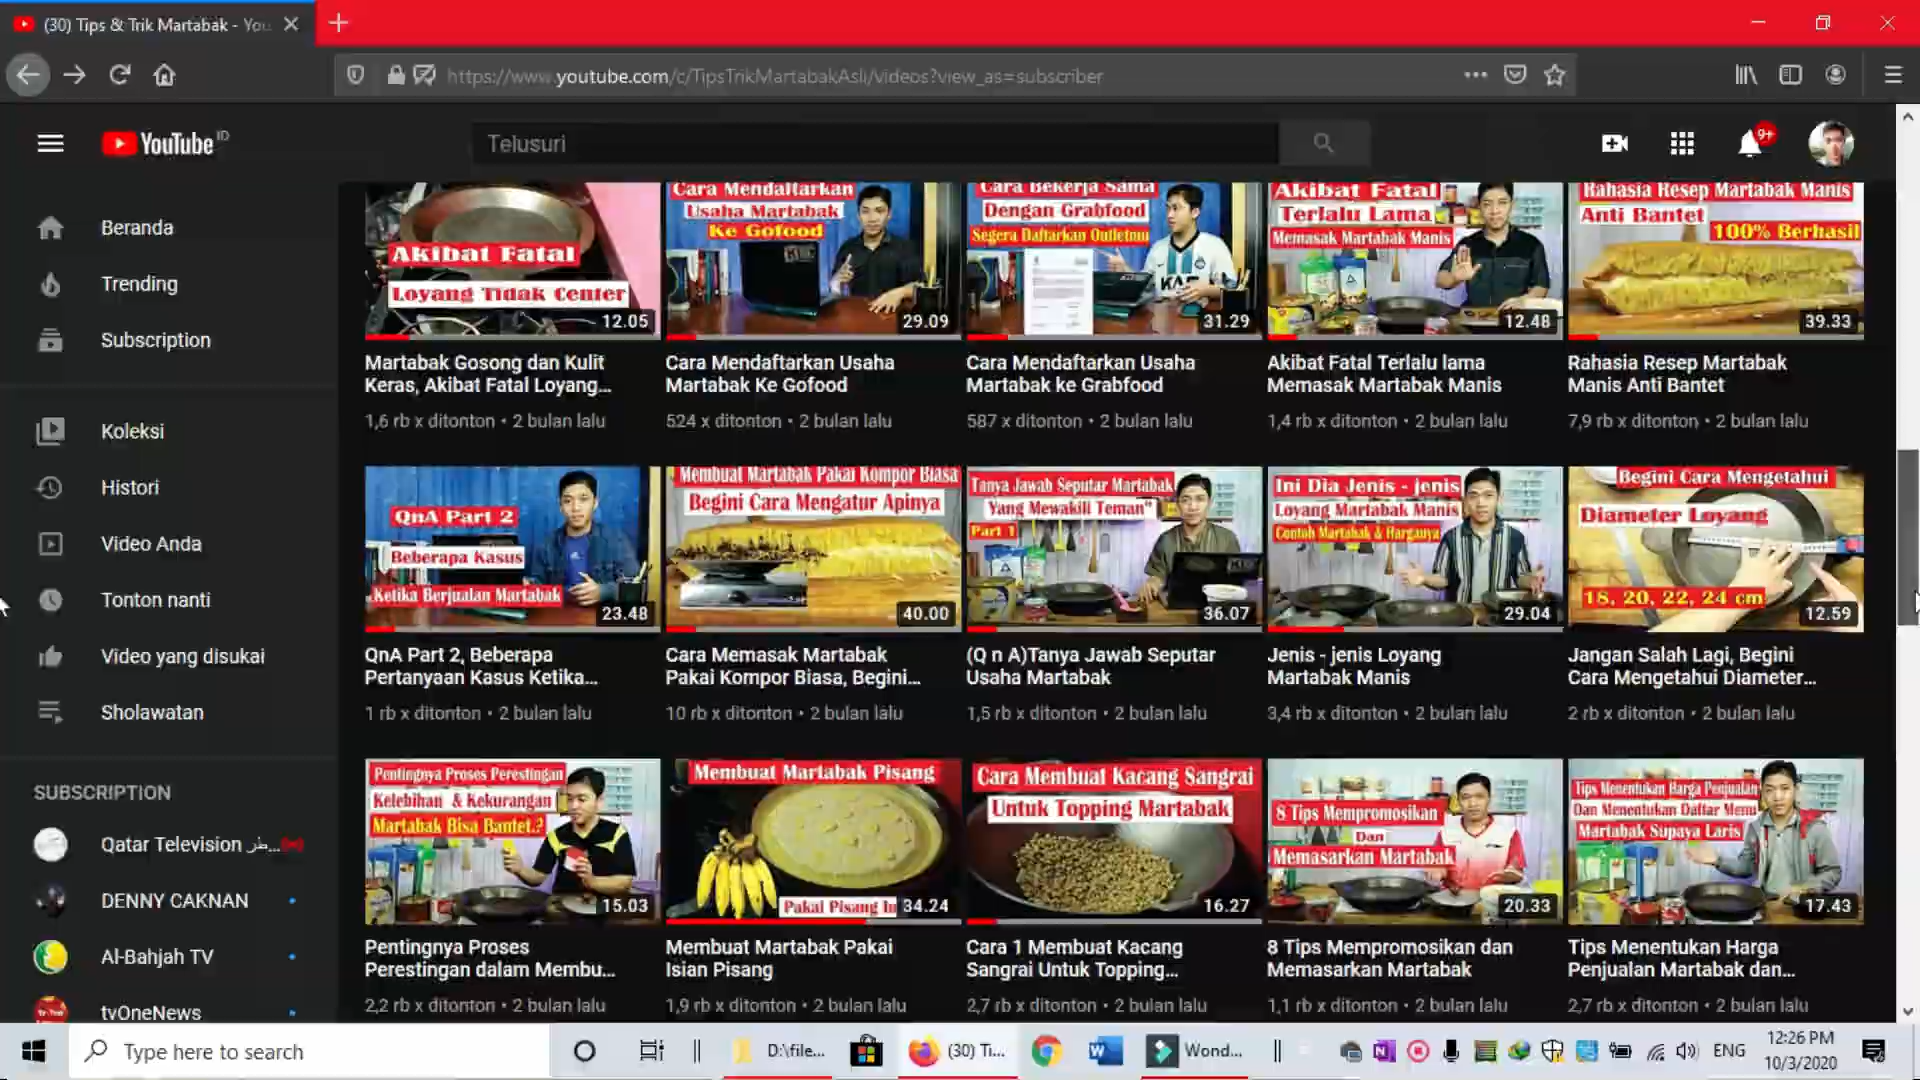 (30) Tips & Trik Martabak - You
https://www.youtube.com/c/TipsTrikMartabakAsli/videos?view_as=subscriber
YouTube ID
Telusuri
9+
Beranda
Trending
Subscription
Koleksi
Histori
Video Anda
Tonton nanti
Video yang disukai
Sholawatan
SUBSCRIPTION
Qatar Television
DENNY CAKNAN
Al-Bahjah TV
tvOneNews
Akibat Fatal
Loyang Tidak Center
12.05
Martabak Gosong dan Kulit
Keras, Akibat Fatal Loyang...
1,6 rb x ditonton • 2 bulan lalu
Cara Mendaftarkan
Usaha Martabak
Ke Gofood
29.09
Cara Mendaftarkan Usaha
Martabak Ke Gofood
524 x ditonton • 2 bulan lalu
Cara Bekerja Sama
Dengan Grabfood
Segera Daftarkan Outletmu
31.29
Cara Mendaftarkan Usaha
Martabak ke Grabfood
587 x ditonton • 2 bulan lalu
Akibat Fatal
Terlalu Lama
Memasak Martabak Manis
12.48
Akibat Fatal Terlalu lama
Memasak Martabak Manis
1,4 rb x ditonton • 2 bulan lalu
Rahasia Resep Martabak Manis
Anti Bantet
100% Berhasil
39.33
Rahasia Resep Martabak
Manis Anti Bantet
7,9 rb x ditonton • 2 bulan lalu
QnA Part 2
Beberapa Kasus
Ketika Berjualan Martabak
23.48
QnA Part 2, Beberapa
Pertanyaan Kasus Ketika...
1 rb x ditonton • 2 bulan lalu
Membuat Martabak Pakai Kompor Biasa
Begini Cara Mengatur Apinya
40.00
Cara Memasak Martabak
Pakai Kompor Biasa, Begini...
10 rb x ditonton • 2 bulan lalu
Tanya Jawab Seputar Martabak
Yang Mewakili Teman"
Part 1
36.07
(Q n A)Tanya Jawab Seputar
Usaha Martabak
1,5 rb x ditonton • 2 bulan lalu
Ini Dia Jenis - jenis
Loyang Martabak Manis
Contoh Martabak & Harganya
29.04
Jenis - jenis Loyang
Martabak Manis
3,4 rb x ditonton • 2 bulan lalu
Begini Cara Mengetahui
Diameter Loyang
18, 20, 22, 24 cm
12.59
Jangan Salah Lagi, Begini
Cara Mengetahui Diameter...
2 rb x ditonton • 2 bulan lalu
Pentingnya Proses Perestingan
Kelebihan & Kekurangan
Martabak Bisa Bantet.?
15.03
Pentingnya Proses
Perestingan dalam Membu...
2,2 rb x ditonton • 2 bulan lalu
Membuat Martabak Pisang
Pakai Pisang
34.24
Membuat Martabak Pakai
Isian Pisang
1,9 rb x ditonton • 2 bulan lalu
Cara Membuat Kacang Sangrai
Untuk Topping Martabak
16.27
Cara 1 Membuat Kacang
Sangrai Untuk Topping...
2,7 rb x ditonton • 2 bulan lalu
8 Tips Mempromosikan
Dan
Memasarkan Martabak
20.33
8 Tips Mempromosikan dan
Memasarkan Martabak
1,1 rb x ditonton • 2 bulan lalu
Tips Menentukan Harga Penjualan
Dan Menentukan Daftar Menu
Martabak Supaya Laris
17.43
Tips Menentukan Harga
Penjualan Martabak dan...
2,7 rb x ditonton • 2 bulan lalu
Type here to search
D:\file...
(30) Ti...
Wond...
ENG
12:26 PM
10/3/2020